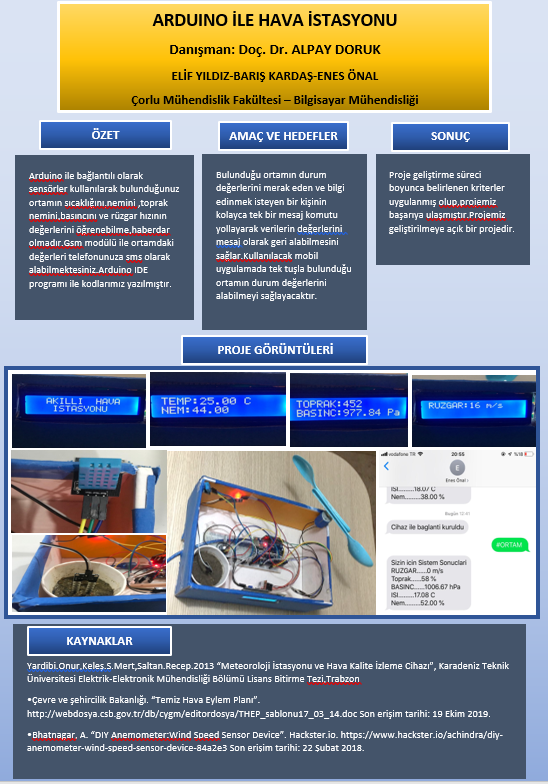 ARDUINO İLE HAVA İSTASYONU
Danışman: Doç. Dr. ALPAY DORUK
ELİF YILDIZ-BARIŞ KARDAŞ-ENES ÖNAL
Çorlu Mühendislik Fakültesi – Bilgisayar Mühendisliği
ÖZET
Arduino ile bağlantılı olarak
sensörler kullanılarak bulunduğunuz
ortamın sıcaklığını,nemini ,toprak
nemini,basıncını ve rüzgar hızının
değerlerini öğrenebilme,haberdar
olmadır.Gsm modülü ile ortamdaki
değerleri telefonunuza sms olarak
alabilmektesiniz.Arduino IDE
programı ile kodlarımız yazılmıştır.
AMAÇ VE HEDEFLER
Bulunduğu ortamın durum
değerlerini merak eden ve bilgi
edinmek isteyen bir kişinin
kolayca tek bir mesaj komutu
yollayarak verilerin değerlerini
mesaj olarak geri alabilmesini
sağlar.Kullanılacak mobil
uygulamada tek tuşla bulunduğu
ortamın durum değerlerini
alabilmeyi sağlayacaktır.
SONUÇ
Proje geliştirme süreci
boyunca belirlenen kriterler
uygulanmış olup,projemiz
başarıya ulaşmıştır.Projemiz
geliştirilmeye açık bir projedir.
PROJE GÖRÜNTÜLERİ
AKILLI HAVA
ISTASYONU
TEMP:25.00 C
NEM:44.00
TOPRAK:452
BASINC:977.84 Pa
RUZGAR:16 m/s
vodafone TR 20:55 %18
E
Enes Önal
ISI..........18.07 C
Nem........38.00 %
Bugün 12:41
Cihaz ile baglanti kuruldu
#ORTAM
Sizin icin Sistem Sonuclari
RUZGAR......0 m/s
Toprak......58 %
BASINC......1006.67 hPa
ISI..........17.08 C
Nem........52.00 %
KAYNAKLAR
Yardibi.Onur,Keleş.S.Mert,Saltan.Recep.2013 “Meteoroloji İstasyonu ve Hava Kalite İzleme Cihazı”, Karadeniz Teknik
Üniversitesi Elektrik-Elektronik Mühendisliği Bölümü Lisans Bitirme Tezi,Trabzon
•Çevre ve şehircilik Bakanlığı. “Temiz Hava Eylem Planı”.
http://webdosya.csb.gov.tr/db/cygm/editordosya/THEP_sablonu17_03_14.doc Son erişim tarihi: 19 Ekim 2019.
•Bhatnagar, A. “DIY Anemometer:Wind Speed Sensor Device”. Hackster.io. https://www.hackster.io/achindra/diy-
anemometer-wind-speed-sensor-device-84a2e3 Son erişim tarihi: 22 Şubat 2018.